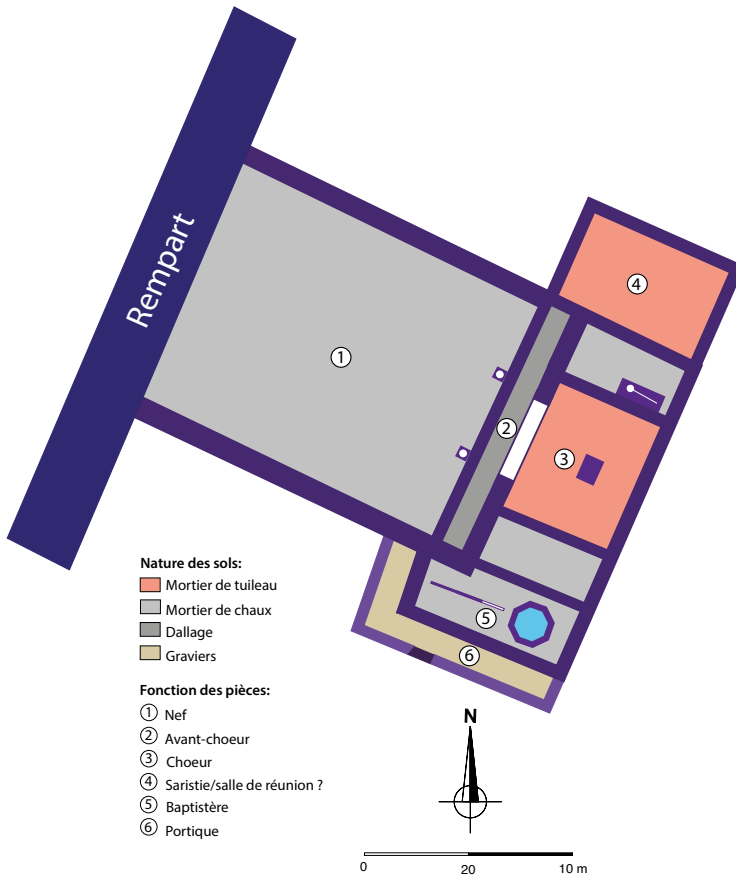 Rempart
4
1
2
3
5
6
Nature des sols:
Mortier de tuileau
Mortier de chaux
Dallage
Graviers
Fonction des pièces:
1 Nef
2 Avant-choeur
3 Choeur
4 Saristie/salle de réunion ?
5 Baptistère
6 Portique
N
0 20 10 m